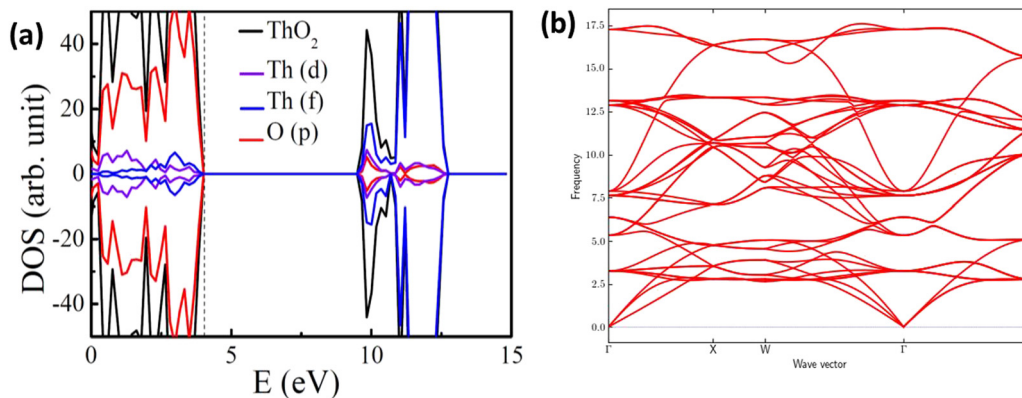 (a)
40
20
0
-20
-40
DOS (arb. unit)
ThO2
Th (d)
Th (f)
O (p)
0
5
10
15
E (eV)
(b)
17.5
15.0
12.5
10.0
7.5
5.0
2.5
0.0
Frequency
Γ
X
W
Γ
Wave vector